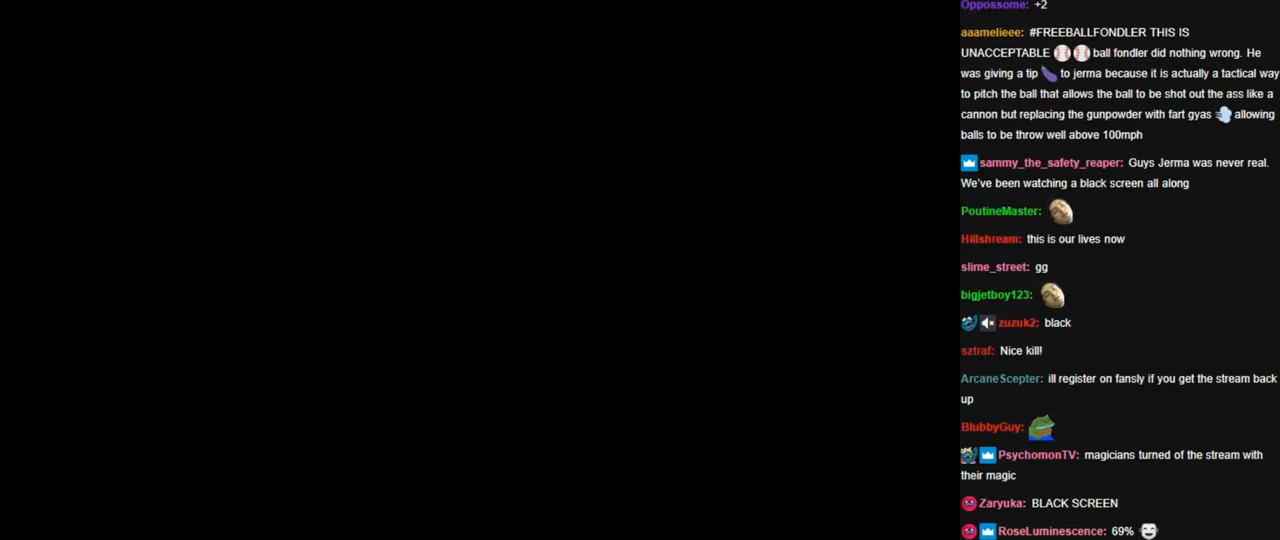 Oppossome: +2
aaamelieee: #FREEBALLFONDLER THIS IS
UNACCEPTABLE ⚾⚾ ball fondler did nothing wrong. He
was giving a tip 🍆 to jerma because it is actually a tactical way
to pitch the ball that allows the ball to be shot out the ass like a
cannon but replacing the gunpowder with fart gyas 💨 allowing
balls to be throw well above 100mph
sammy_the_safety_reaper: Guys Jerma was never real.
We've been watching a black screen all along
PoutineMaster:
Hillshream: this is our lives now
slime_street: gg
bigjetboy123:
zuzuk2: black
sztraf: Nice kill!
ArcaneScepter: ill register on fansly if you get the stream back
up
BlubbyGuy:
PsychomonTV: magicians turned of the stream with
their magic
Zaryuka: BLACK SCREEN
RoseLuminescence: 69%